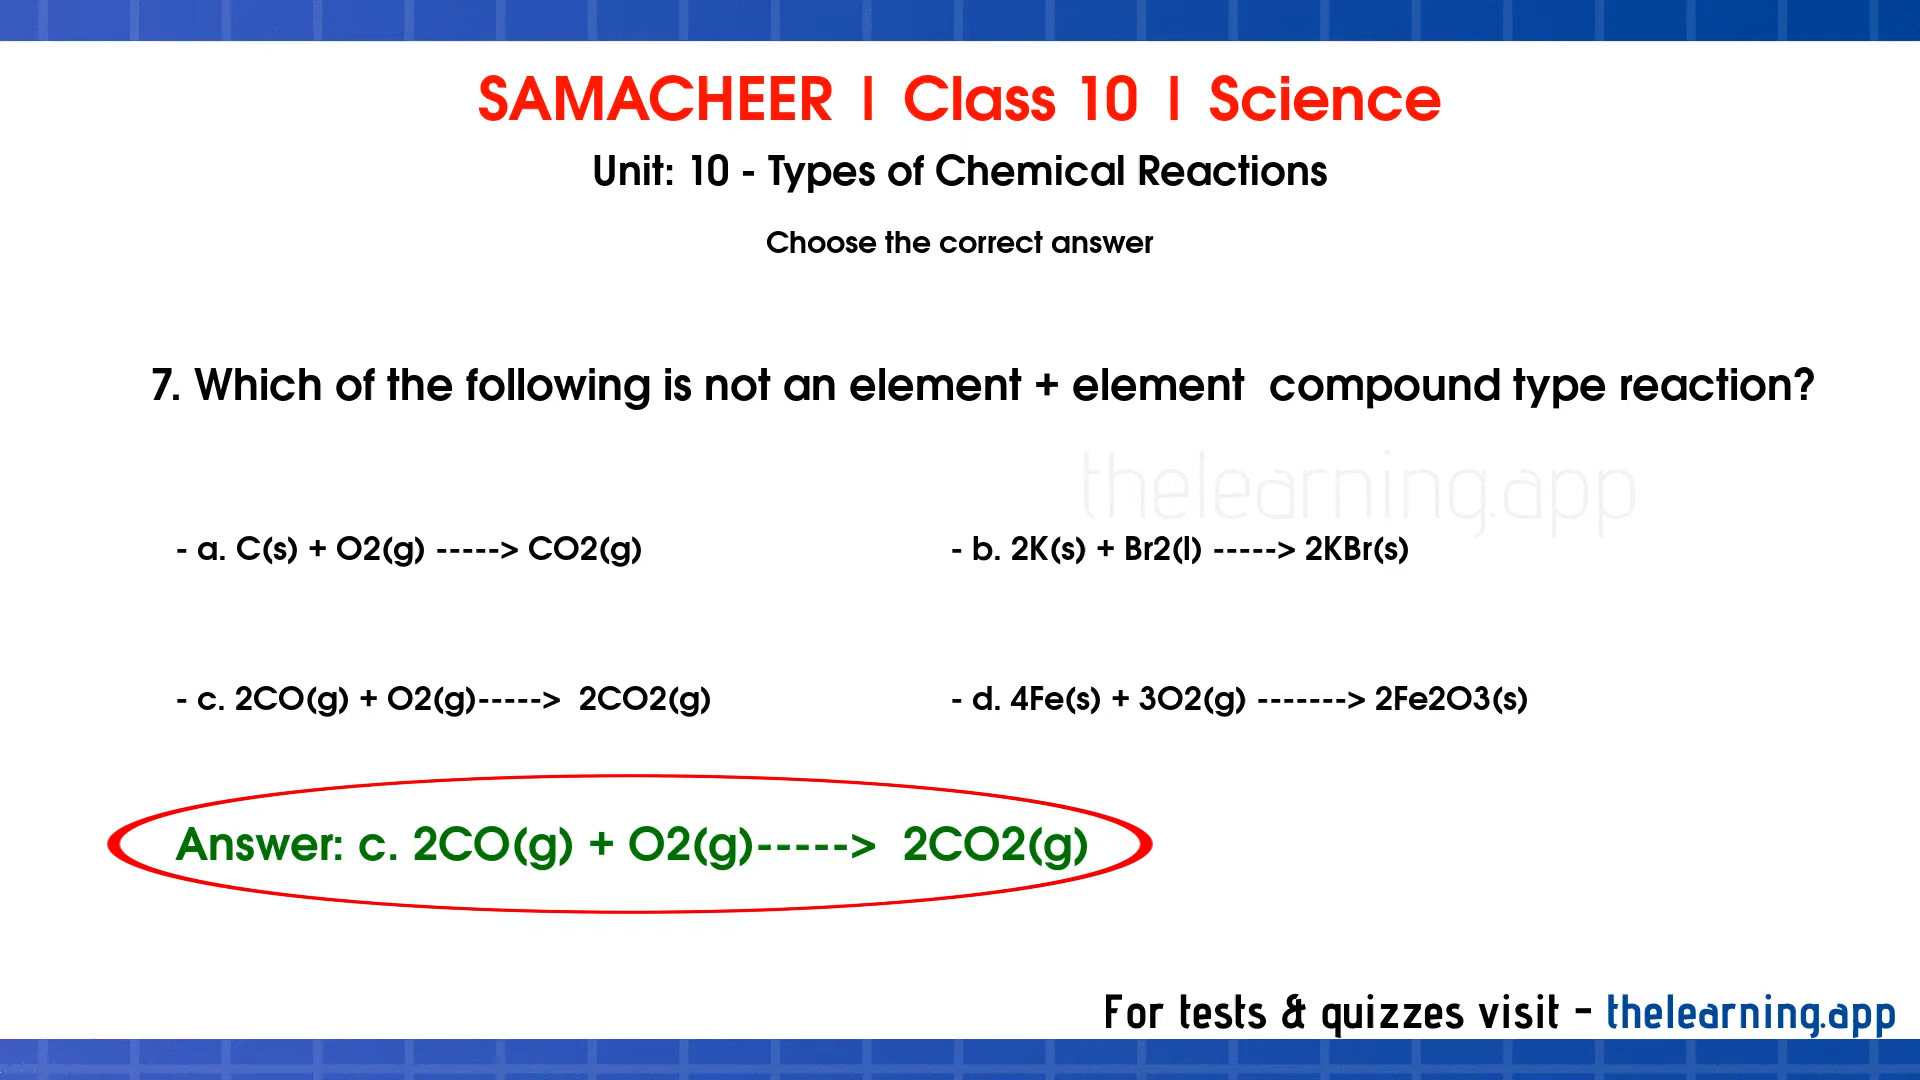 SAMACHEER | Class 10 | Science
Unit: 10 - Types of Chemical Reactions
Choose the correct answer
7. Which of the following is not an element + element compound type reaction?
thelearning.app
- a. C(s) + O2(g) -----> CO2(g)
- b. 2K(s) + Br2(l) -----> 2KBr(s)
- c. 2CO(g) + O2(g)-----> 2CO2(g)
- d. 4Fe(s) + 3O2(g) -------> 2Fe2O3(s)
Answer: c. 2CO(g) + O2(g)-----> 2CO2(g)
For tests & quizzes visit - thelearning.app